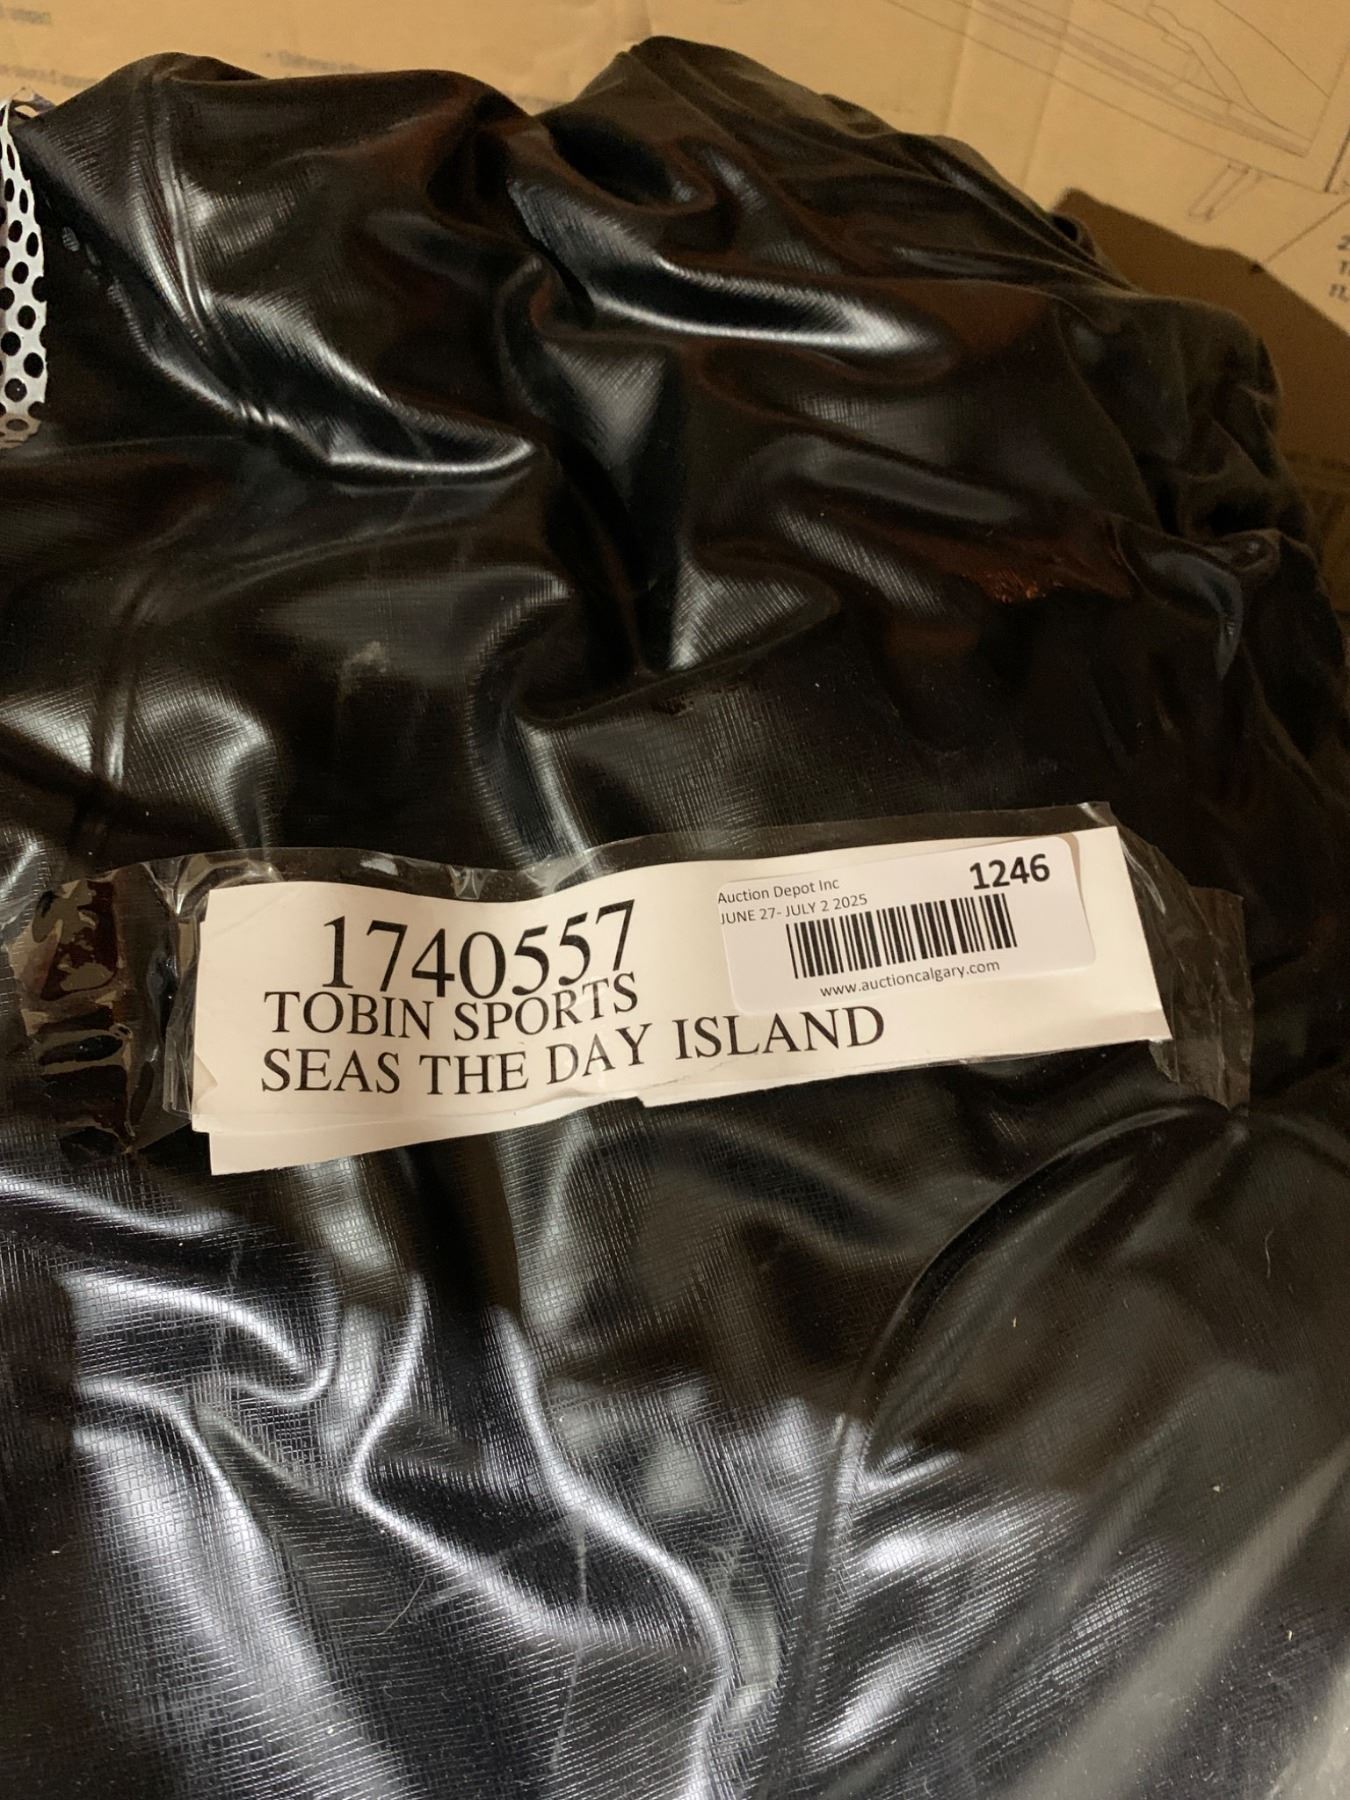 1740557
TOBIN SPORTS
SEAS THE DAY ISLAND
Auction Depot Inc
1246
JUNE 27- JULY 2 2025
www.auctioncalgary.com